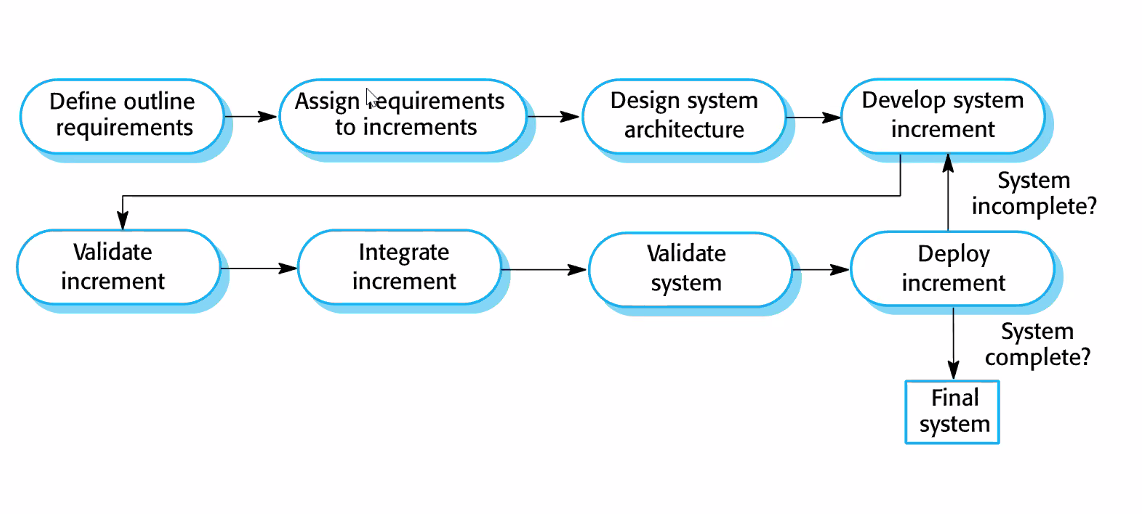 Define outline
requirements
Assign requirements
to increments
Design system
architecture
Develop system
increment
System
incomplete?
Validate
increment
Integrate
increment
Validate
system
Deploy
increment
System
complete?
Final
system